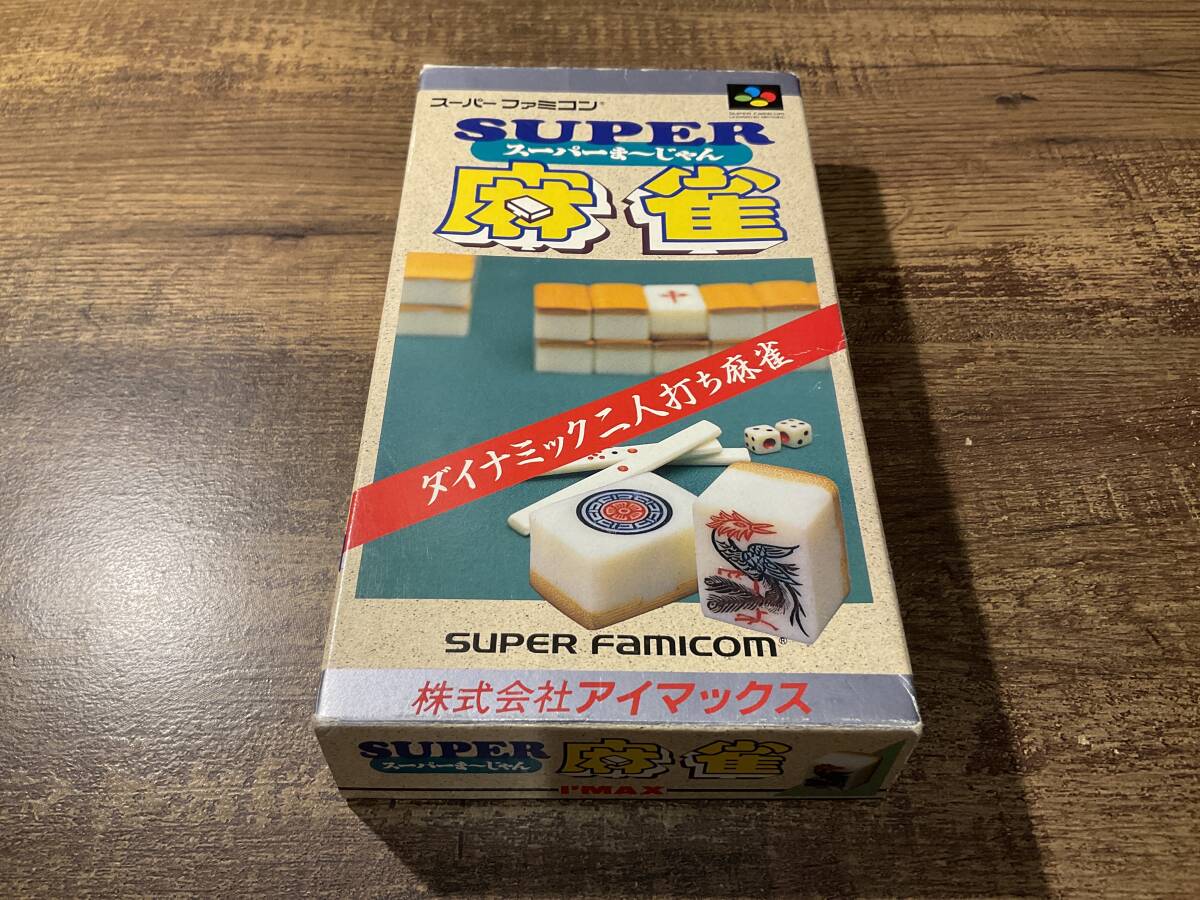 スーパーファミコン®
SUPER FAMICOM
SUPER
スーパーま〜じゃん
麻雀
ダイナミック二人打ち麻雀
SUPER FAMICOM®
株式会社アイマックス
SUPER
スーパーま〜じゃん
麻雀
I'MAX